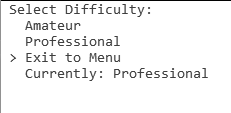 Select Difficulty:
Amateur
Professional
> Exit to Menu
Currently: Professional